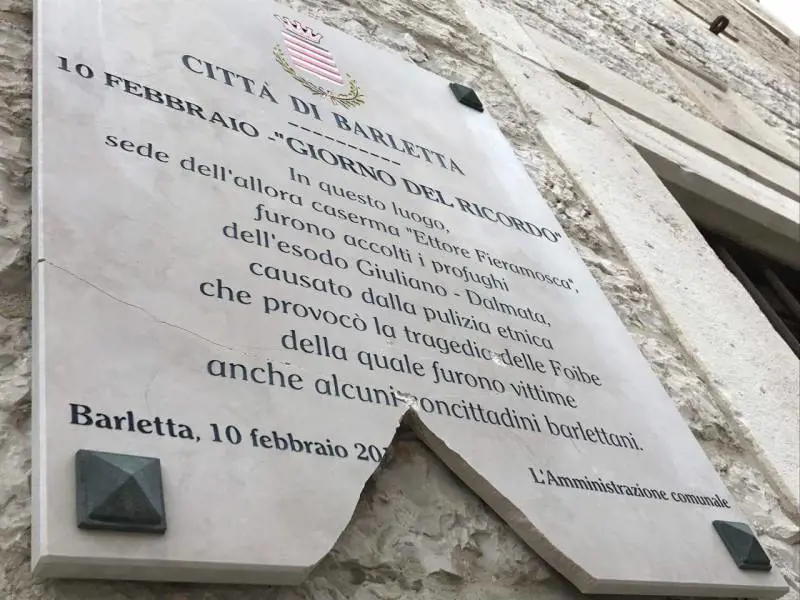 CITTÀ DI BARLETTA
10 FEBBRAIO -"GIORNO DEL RICORDO"
In questo luogo,
sede dell'allora caserma "Ettore Fieramosca",
furono accolti i profughi
dell'esodo Giuliano - Dalmata,
causato dalla pulizia etnica
che provocò la tragedia delle Foibe
della quale furono vittime
anche alcuni concittadini barlettani.
Barletta, 10 febbraio
L'Amministrazione comunale